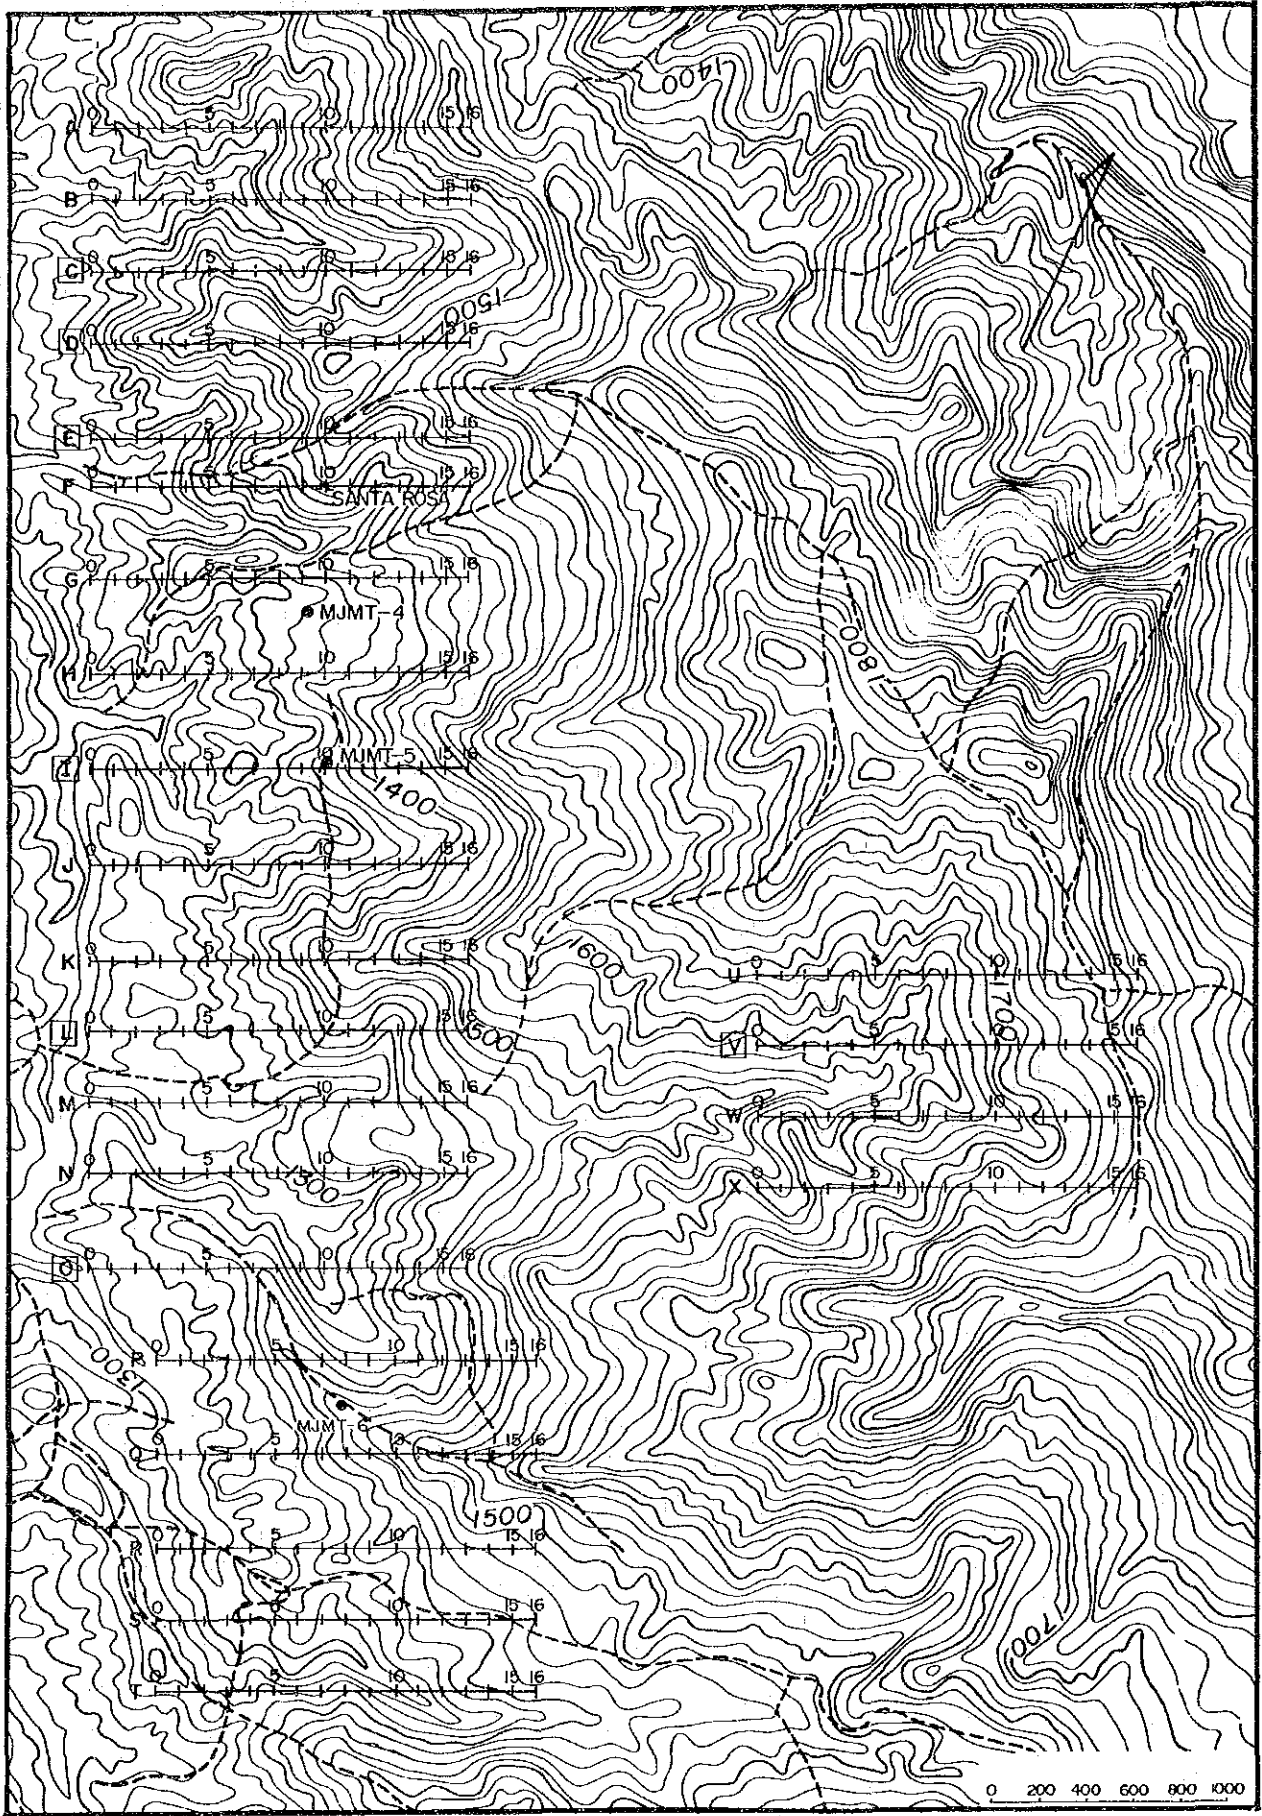 1400
A 0 5 10 15 16
B 0 5 10 15 16
C 0 5 10 15 16
1500
D 0 5 10 15 16
E 0 5 10 15 16
F 0 5 10 15 16
SANTA ROSA
G 0 5 10 15 16
MJMT-4
H 0 5 10 15 16
1800
I 0 5 10 15 16
MJMT-5
1400
J 0 5 10 15 16
K 0 5 10 15 16
1600
U 0 5 10 15 16
1700
L 0 5 10 15 16
1500
V 0 5 10 15 16
M 0 5 10 15 16
W 0 5 10 15 16
N 0 5 10 15 16
1300
X 0 5 10 15 16
O 0 5 10 15 16
1300
0 5 10 15 16
MJMT-6
Q 0 5 15 16
1500
R 0 5 10 15 16
S 0 5 10 15 16
1700
T 0 5 10 15 16
0 200 400 600 800 1000